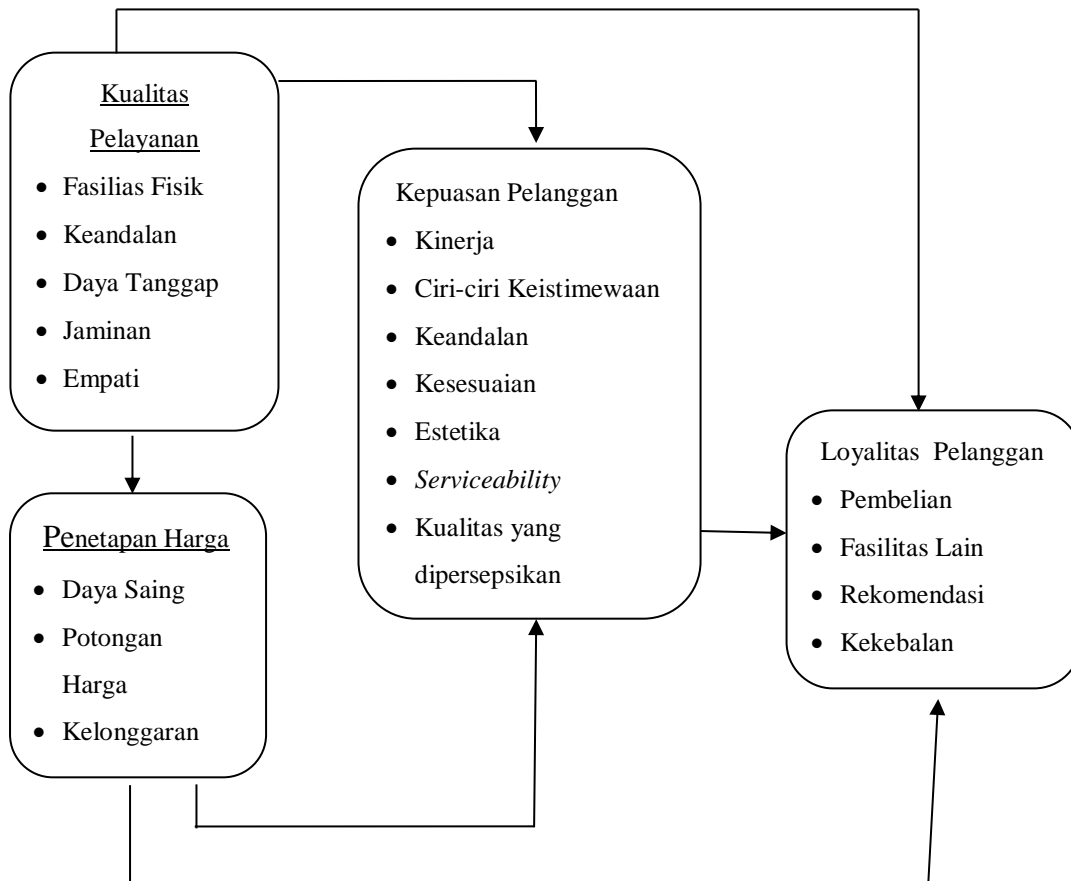 Kualitas
Pelayanan
• Fasilias Fisik
• Keandalan
• Daya Tanggap
• Jaminan
• Empati
Penetapan Harga
• Daya Saing
• Potongan
Harga
• Kelonggaran
Kepuasan Pelanggan
• Kinerja
• Ciri-ciri Keistimewaan
• Keandalan
• Kesesuaian
• Estetika
• Serviceability
• Kualitas yang
dipersepsikan
Loyalitas Pelanggan
• Pembelian
• Fasilitas Lain
• Rekomendasi
• Kekebalan